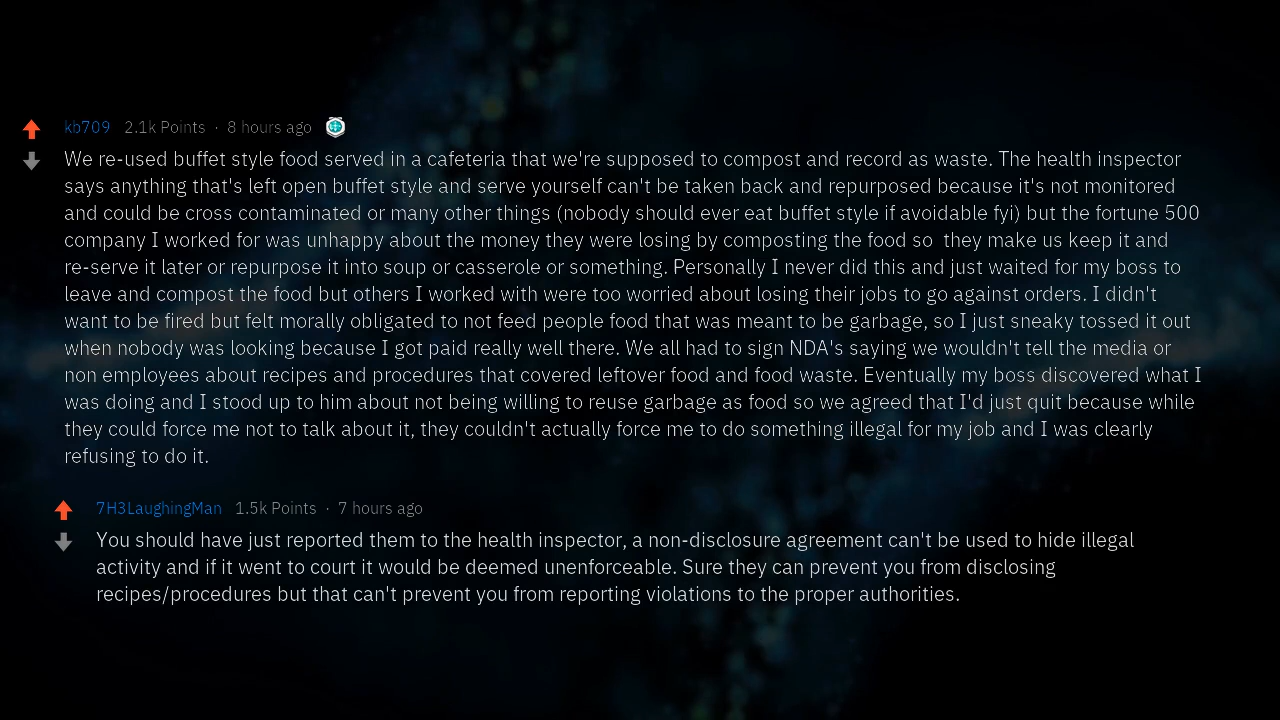 kb709 2.1k Points · 8 hours ago
We re-used buffet style food served in a cafeteria that we're supposed to compost and record as waste. The health inspector
says anything that's left open buffet style and serve yourself can't be taken back and repurposed because it's not monitored
and could be cross contaminated or many other things (nobody should ever eat buffet style if avoidable fyi) but the fortune 500
company I worked for was unhappy about the money they were losing by composting the food so  they make us keep it and
re-serve it later or repurpose it into soup or casserole or something. Personally I never did this and just waited for my boss to
leave and compost the food but others I worked with were too worried about losing their jobs to go against orders. I didn't
want to be fired but felt morally obligated to not feed people food that was meant to be garbage, so I just sneaky tossed it out
when nobody was looking because I got paid really well there. We all had to sign NDA's saying we wouldn't tell the media or
non employees about recipes and procedures that covered leftover food and food waste. Eventually my boss discovered what I
was doing and I stood up to him about not being willing to reuse garbage as food so we agreed that I'd just quit because while
they could force me not to talk about it, they couldn't actually force me to do something illegal for my job and I was clearly
refusing to do it.
7H3LaughingMan 1.5k Points · 7 hours ago
You should have just reported them to the health inspector, a non-disclosure agreement can't be used to hide illegal
activity and if it went to court it would be deemed unenforceable. Sure they can prevent you from disclosing
recipes/procedures but that can't prevent you from reporting violations to the proper authorities.